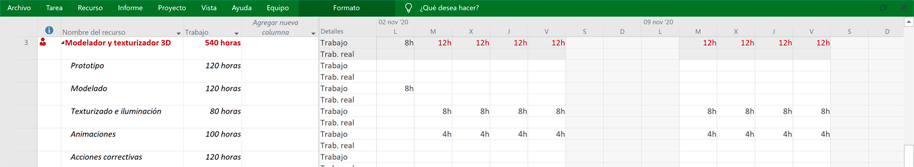 Archivo Tarea Recurso Informe Proyecto Vista Ayuda Equipo Formato ¿Qué desea hacer?
Agregar nueva columna 02 nov '20 09 nov '20
Nombre del recurso Trabajo Detalles L M M J V S D L M M J V S D
3 Modelador y texturizador 3D 540 horas Trabajo 8h 12h 12h 12h 12h 12h 12h 12h 12h
Trab. real
Prototipo 120 horas Trabajo
Trab. real
Modelado 120 horas Trabajo 8h
Trab. real
Texturizado e iluminación 80 horas Trabajo 8h 8h 8h 8h 8h 8h 8h 8h
Trab. real
Animaciones 100 horas Trabajo 4h 4h 4h 4h 4h 4h 4h 4h
Trab. real
Acciones correctivas 120 horas Trabajo